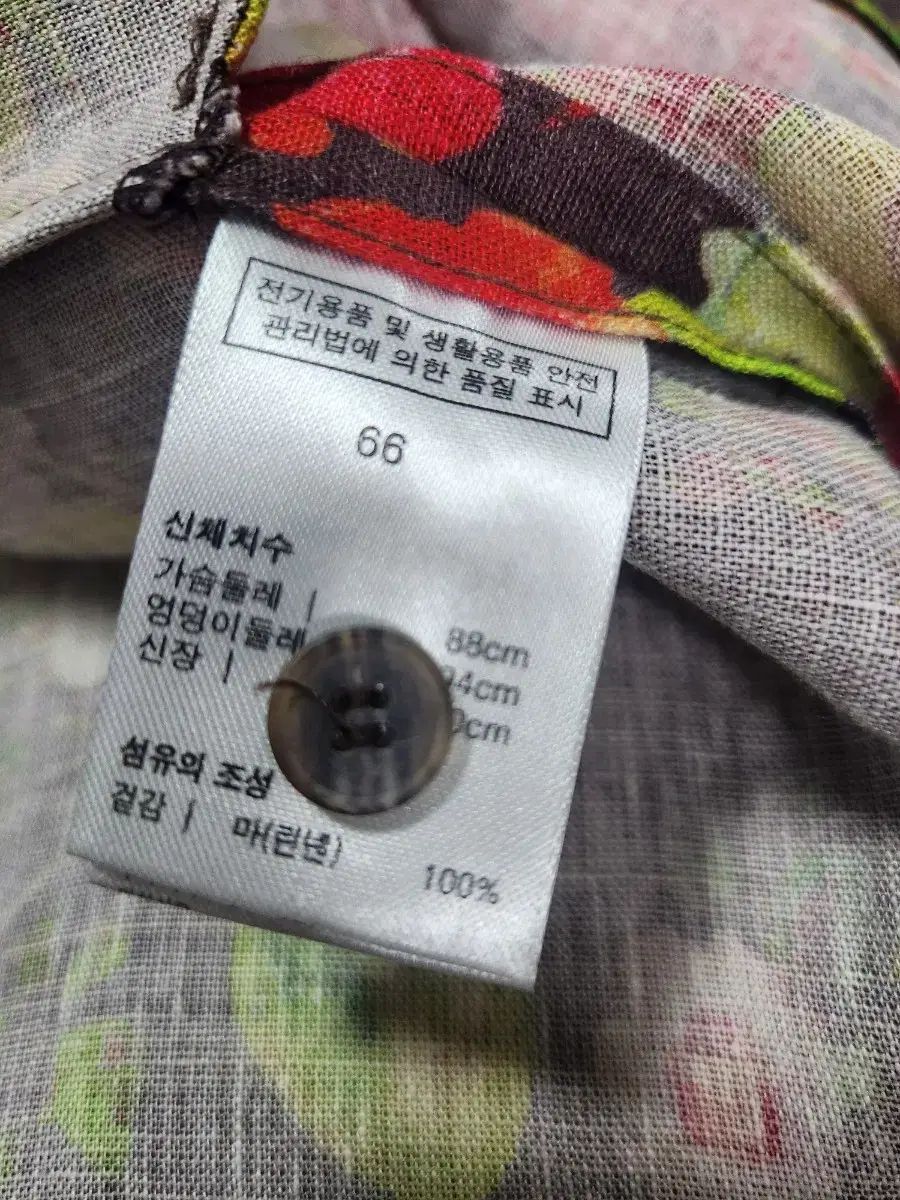 전기용품 및 생활용품 안전
관리법에 의한 품질 표시
66
신체치수
가슴둘레 | 88cm
엉덩이둘레 94cm
신장 | 0cm
섬유의 조성
겉감 | 마(린넨) 100%